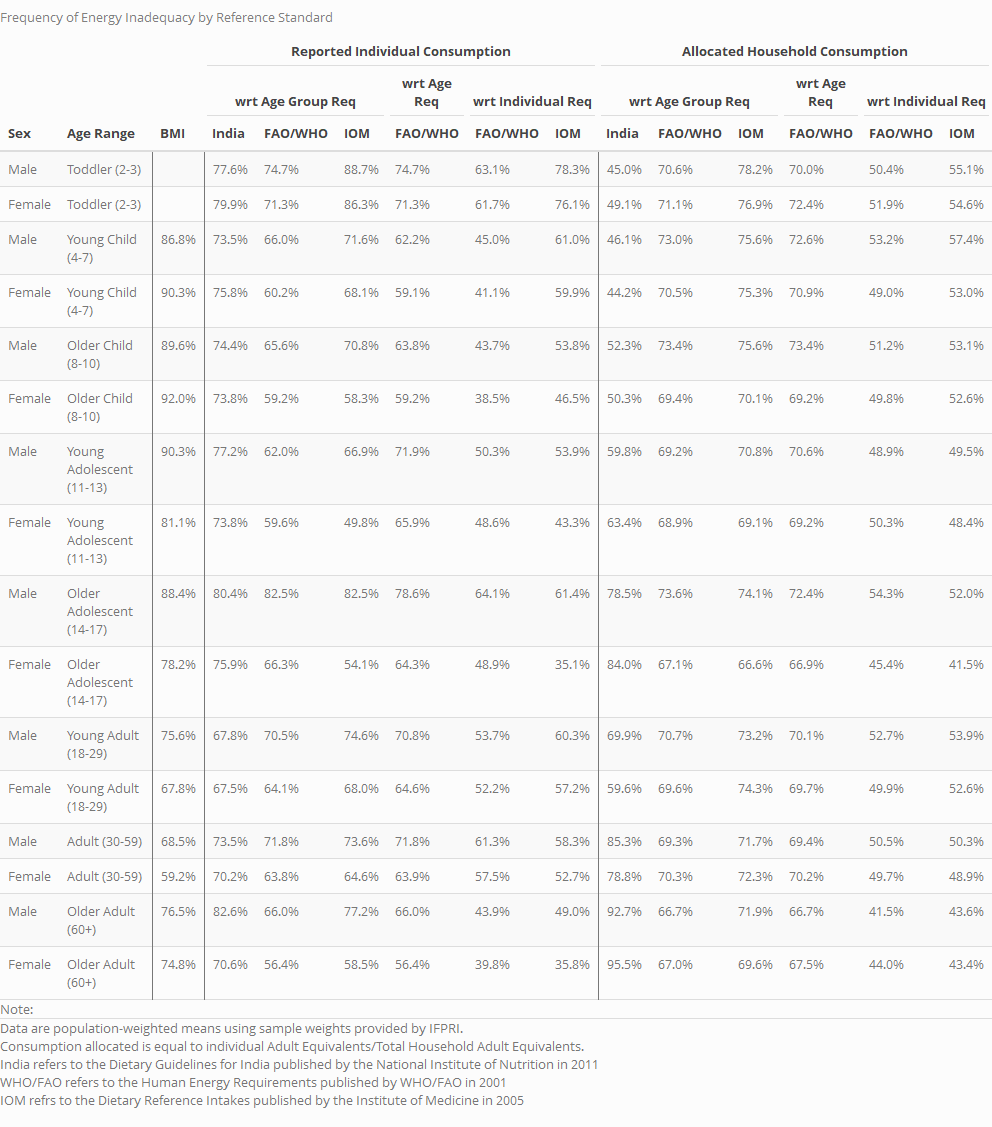 Frequency of Energy Inadequacy by Reference Standard
Reported Individual Consumption Allocated Household Consumption
wrt Age Group Req wrt Age Req wrt Individual Req wrt Age Group Req wrt Age Req wrt Individual Req
Sex Age Range BMI India FAO/WHO IOM FAO/WHO FAO/WHO IOM India FAO/WHO IOM FAO/WHO FAO/WHO IOM
Male Toddler (2-3) 77.6% 74.7% 88.7% 74.7% 63.1% 78.3% 45.0% 70.6% 78.2% 70.0% 50.4% 55.1%
Female Toddler (2-3) 79.9% 71.3% 86.3% 71.3% 61.7% 76.1% 49.1% 71.1% 76.9% 72.4% 51.9% 54.6%
Male Young Child (4-7) 86.8% 73.5% 66.0% 71.6% 62.2% 45.0% 61.0% 46.1% 73.0% 75.6% 72.6% 53.2% 57.4%
Female Young Child (4-7) 90.3% 75.8% 60.2% 68.1% 59.1% 41.1% 59.9% 44.2% 70.5% 75.3% 70.9% 49.0% 53.0%
Male Older Child (8-10) 89.6% 74.4% 65.6% 70.8% 63.8% 43.7% 53.8% 52.3% 73.4% 75.6% 73.4% 51.2% 53.1%
Female Older Child (8-10) 92.0% 73.8% 59.2% 58.3% 59.2% 38.5% 46.5% 50.3% 69.4% 70.1% 69.2% 49.8% 52.6%
Male Young Adolescent (11-13) 90.3% 77.2% 62.0% 66.9% 71.9% 50.3% 53.9% 59.8% 69.2% 70.8% 70.6% 48.9% 49.5%
Female Young Adolescent (11-13) 81.1% 73.8% 59.6% 49.8% 65.9% 48.6% 43.3% 63.4% 68.9% 69.1% 69.2% 50.3% 48.4%
Male Older Adolescent (14-17) 88.4% 80.4% 82.5% 82.5% 78.6% 64.1% 61.4% 78.5% 73.6% 74.1% 72.4% 54.3% 52.0%
Female Older Adolescent (14-17) 78.2% 75.9% 66.3% 54.1% 64.3% 48.9% 35.1% 84.0% 67.1% 66.6% 66.9% 45.4% 41.5%
Male Young Adult (18-29) 75.6% 67.8% 70.5% 74.6% 70.8% 53.7% 60.3% 69.9% 70.7% 73.2% 70.1% 52.7% 53.9%
Female Young Adult (18-29) 67.8% 67.5% 64.1% 68.0% 64.6% 52.2% 57.2% 59.6% 69.6% 74.3% 69.7% 49.9% 52.6%
Male Adult (30-59) 68.5% 73.5% 71.8% 73.6% 71.8% 61.3% 58.3% 85.3% 69.3% 71.7% 69.4% 50.5% 50.3%
Female Adult (30-59) 59.2% 70.2% 63.8% 64.6% 63.9% 57.5% 52.7% 78.8% 70.3% 72.3% 70.2% 49.7% 48.9%
Male Older Adult (60+) 76.5% 82.6% 66.0% 77.2% 66.0% 43.9% 49.0% 92.7% 66.7% 71.9% 66.7% 41.5% 43.6%
Female Older Adult (60+) 74.8% 70.6% 56.4% 58.5% 56.4% 39.8% 35.8% 95.5% 67.0% 69.6% 67.5% 44.0% 43.4%
Note:
Data are population-weighted means using sample weights provided by IFPRI.
Consumption allocated is equal to individual Adult Equivalents/Total Household Adult Equivalents.
India refers to the Dietary Guidelines for India published by the National Institute of Nutrition in 2011
WHO/FAO refers to the Human Energy Requirements published by WHO/FAO in 2001
IOM refrs to the Dietary Reference Intakes published by the Institute of Medicine in 2005